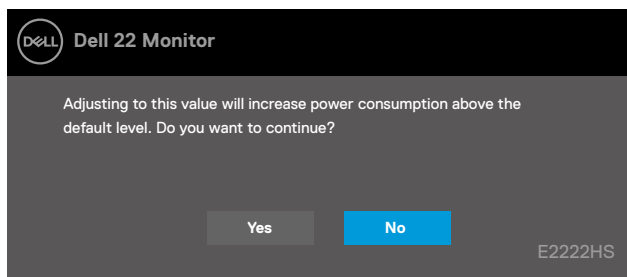 DELL Dell 22 Monitor
Adjusting to this value will increase power consumption above the
default level. Do you want to continue?
Yes No
E2222HS